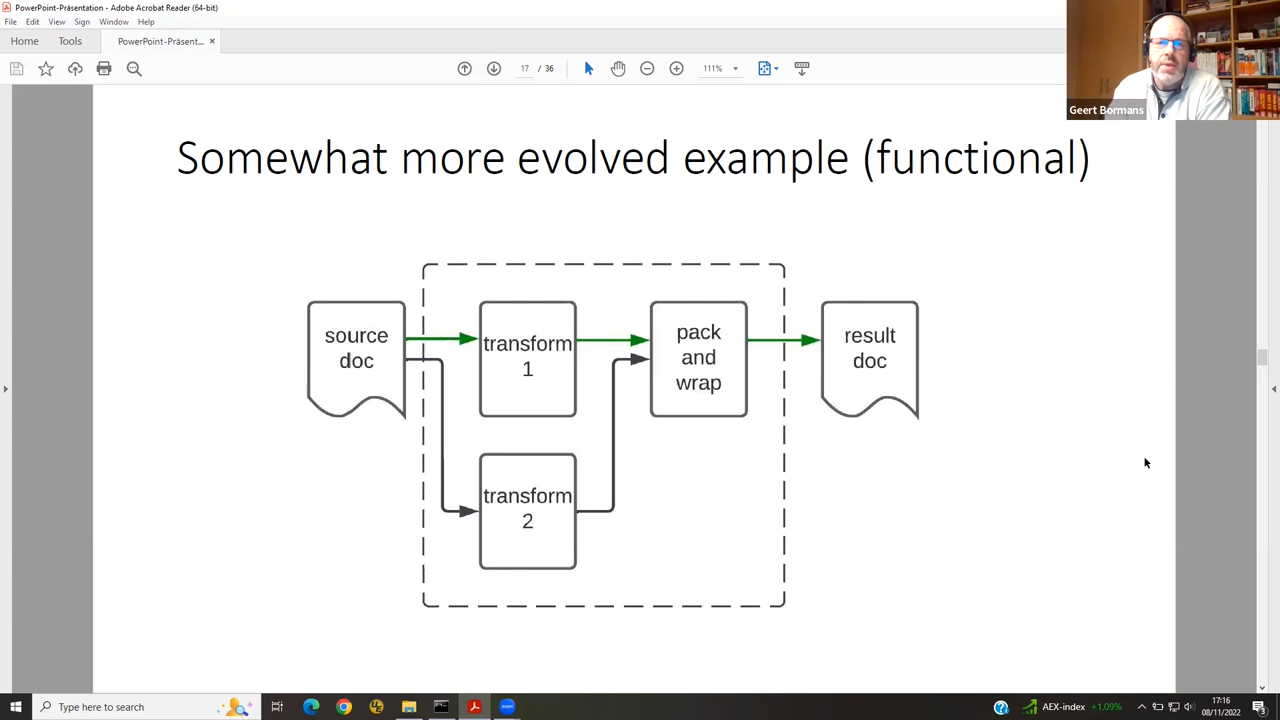 PowerPoint-Präsentation - Adobe Acrobat Reader (64-bit)
File Edit View Sign Window Help
Home Tools PowerPoint-Präsent... ×
17 / 36 111%
Geert Bormans
Somewhat more evolved example (functional)
source
doc
transform
1
pack
and
wrap
result
doc
transform
2
Type here to search
AEX-index +1,09%
17:16
08/11/2022
3